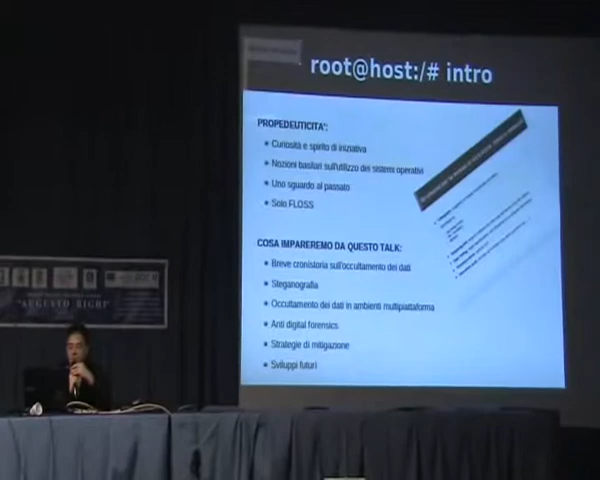 root@host:/# intro
PROPEDEUTICITA':
Curiosità e spirito di iniziativa
Nozioni basilari sull'utilizzo dei sistemi operativi
Uno sguardo al passato
Solo FLOSS
COSA IMPAREREMO DA QUESTO TALK:
Breve cronistoria sull'occultamento dei dati
Steganografia
Occultamento dei dati in ambienti multipiattaforma
Anti digital forensics
Strategie di mitigazione
Sviluppi futuri
"AUGUSTO RIGHI"